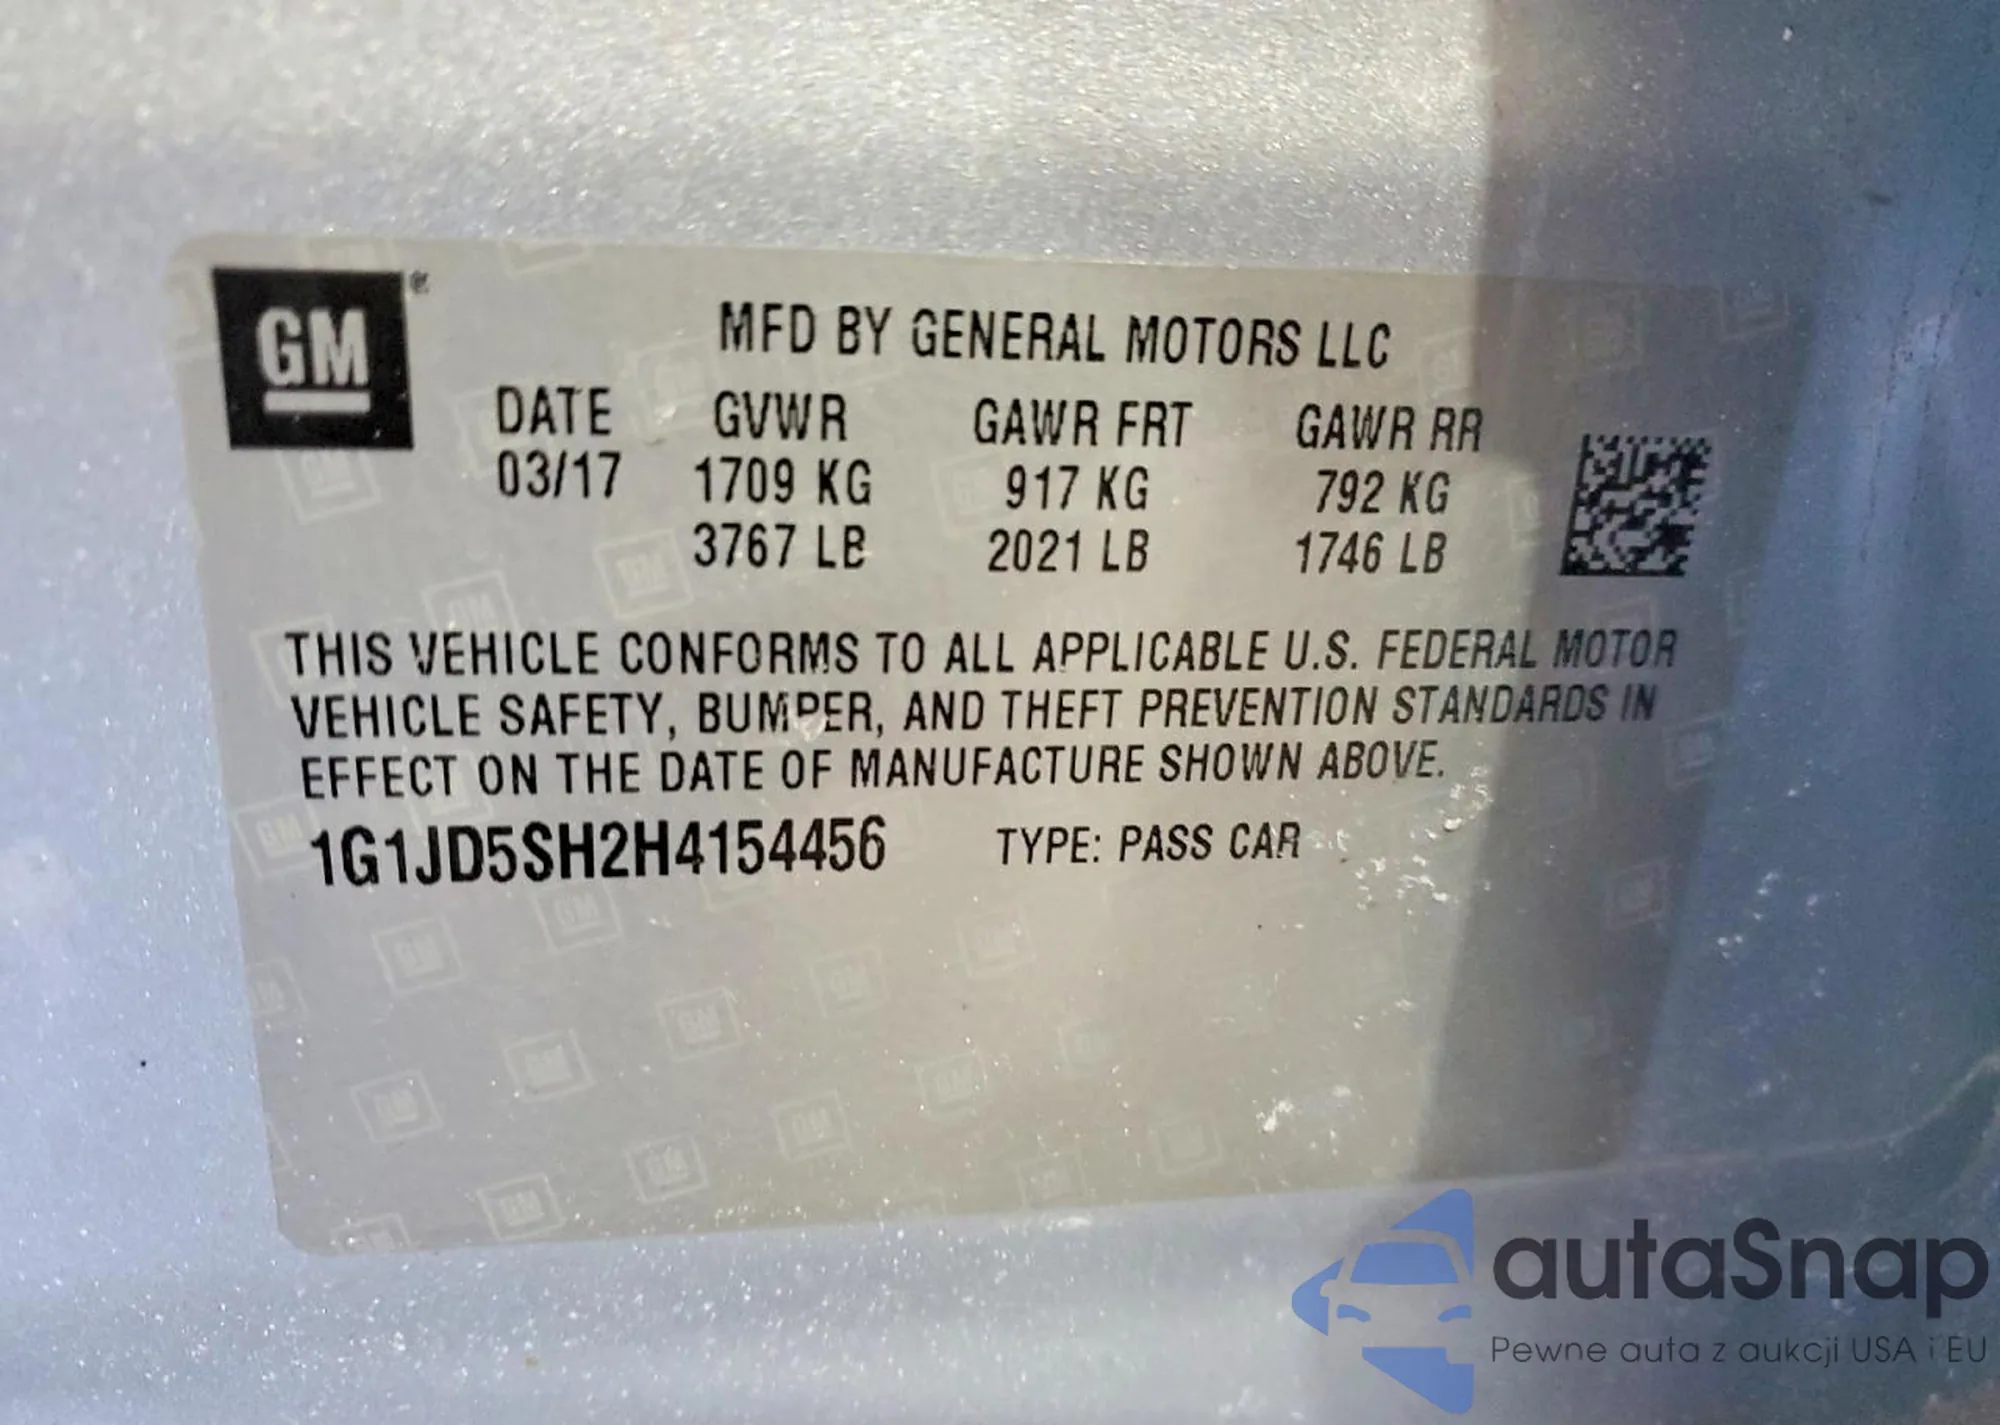 GM
MFD BY GENERAL MOTORS LLC
DATE GVWR GAWR FRT GAWR RR
03/17 1709 KG 917 KG 792 KG
3767 LB 2021 LB 1746 LB
THIS VEHICLE CONFORMS TO ALL APPLICABLE U.S. FEDERAL MOTOR
VEHICLE SAFETY, BUMPER, AND THEFT PREVENTION STANDARDS IN
EFFECT ON THE DATE OF MANUFACTURE SHOWN ABOVE.
1G1JD5SH2H4154456 TYPE: PASS CAR
autaSnap
Pewne auta z aukcji USA i EU